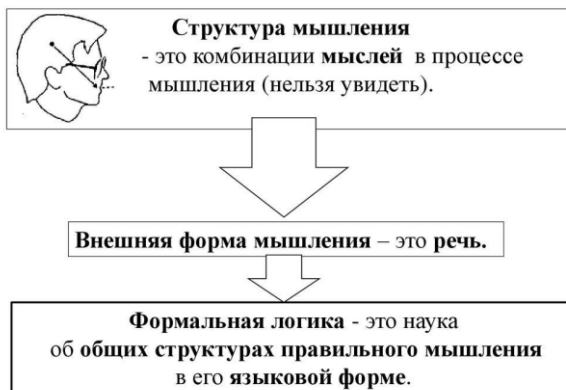 Структура мышления
- это комбинации мыслей в процессе
мышления (нельзя увидеть).
Внешняя форма мышления – это речь.
Формальная логика - это наука
об общих структурах правильного мышления
в его языковой форме.